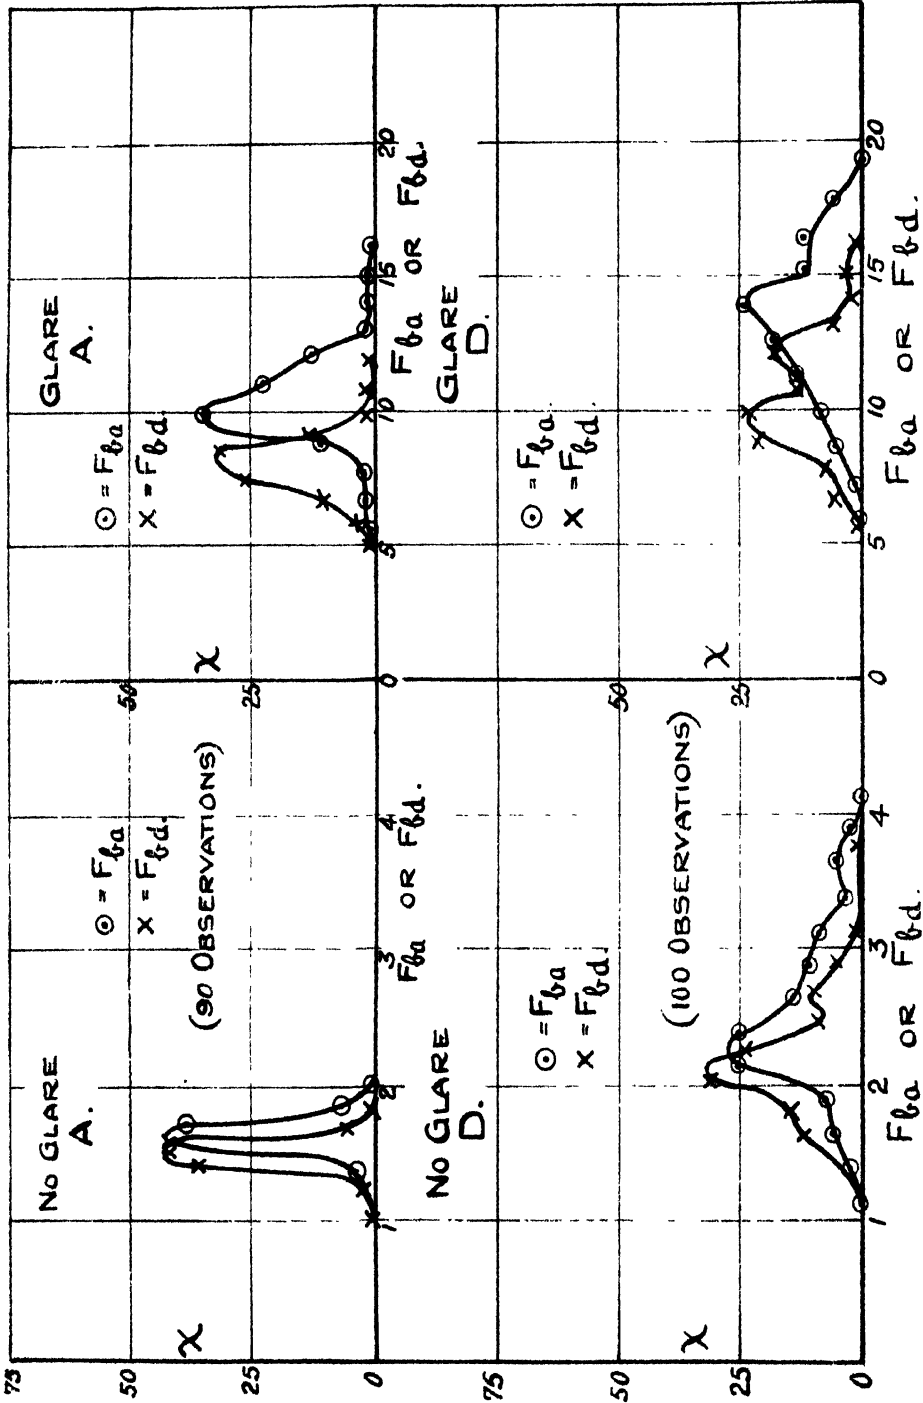 NO GLARE
A.
⊙ = Fba
× = Fbd.
(90 OBSERVATIONS)
χ
75
50
25
0
1
2
3
4
Fba OR Fbd.
GLARE
A.
⊙ = Fba
× = Fbd.
χ
50
25
0
5
10
15
20
Fba OR Fbd.
NO GLARE
D.
⊙ = Fba
× = Fbd.
(100 OBSERVATIONS)
χ
75
50
25
0
1
2
3
4
Fba OR Fbd.
GLARE
D.
⊙ = Fba
× = Fbd.
χ
50
25
0
5
10
15
20
Fba OR Fbd.